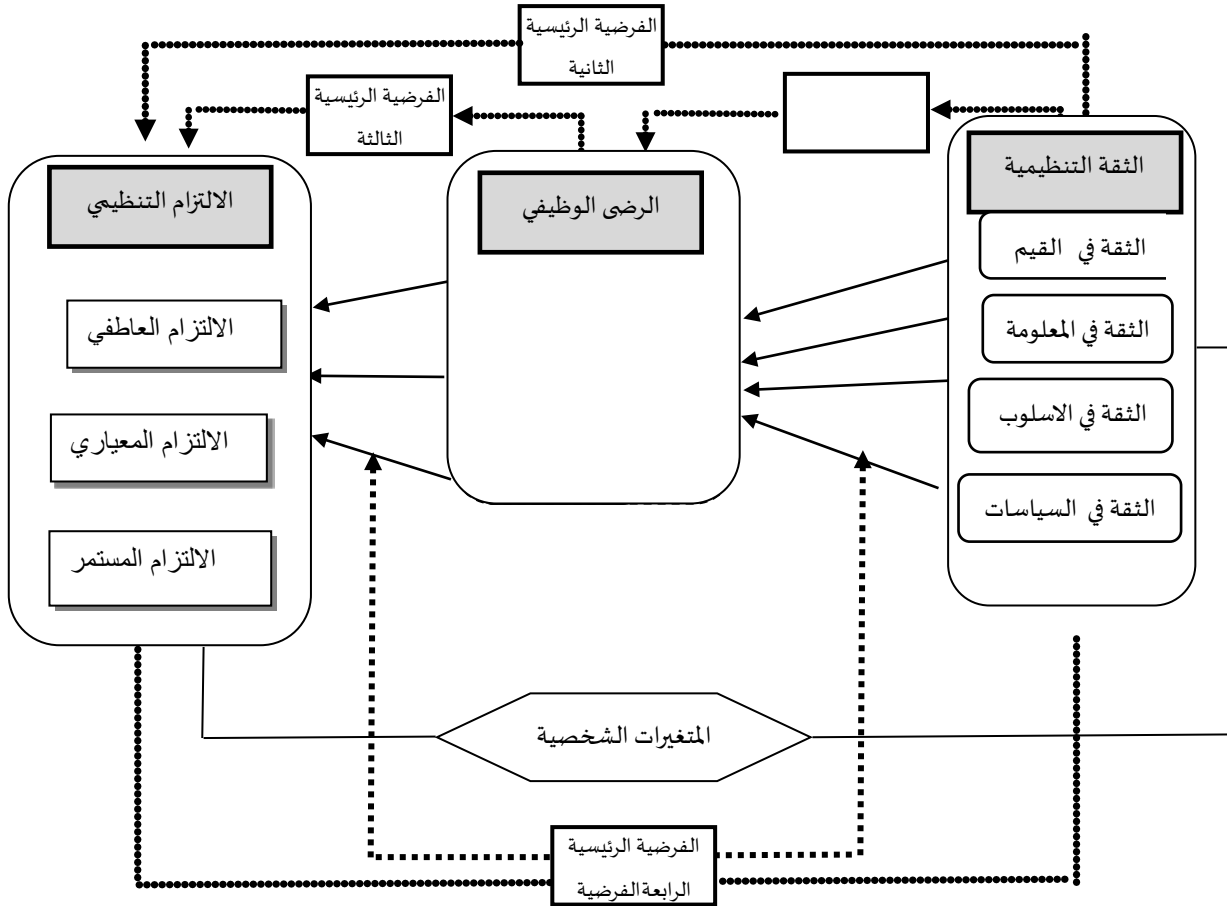 الفرضية الرئيسية
الثانية
الفرضية الرئيسية
الثالثة
الثقة التنظيمية
الثقة في القيم
الثقة في المعلومة
الثقة في الاسلوب
الثقة في السياسات
الرضى الوظيفي
الالتزام التنظيمي
الالتزام العاطفي
الالتزام المعياري
الالتزام المستمر
المتغيرات الشخصية
الفرضية الرئيسية
الرابعةالفرضية